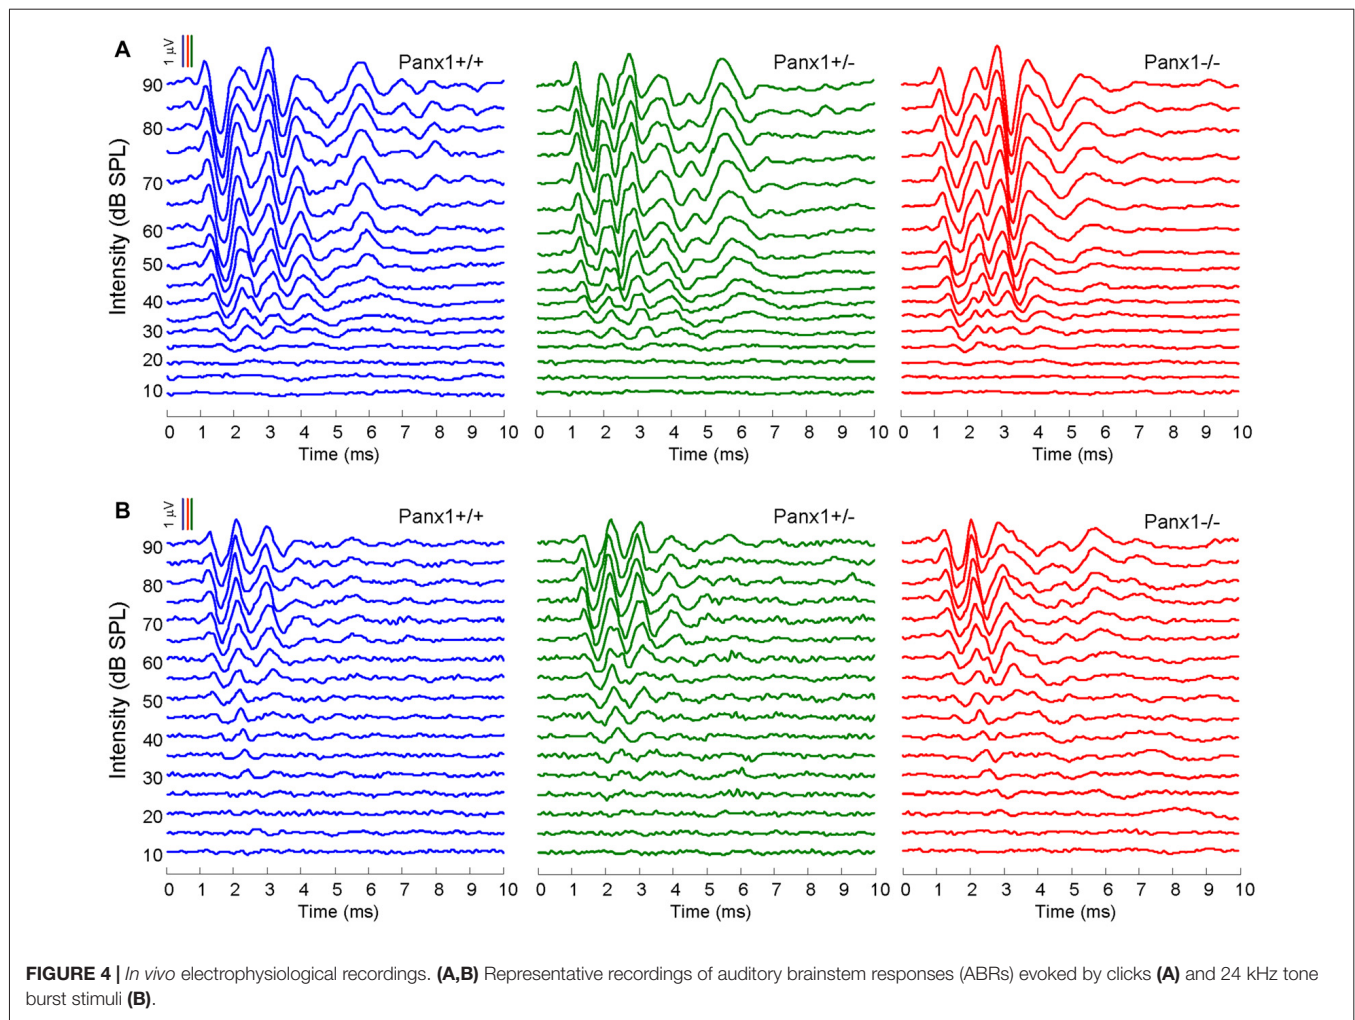 A
1 µV
Panx1+/+
Panx1+/-
Panx1-/-
Intensity (dB SPL)
90
80
70
60
50
40
30
20
10
0 1 2 3 4 5 6 7 8 9 10
0 1 2 3 4 5 6 7 8 9 10
0 1 2 3 4 5 6 7 8 9 10
Time (ms)
Time (ms)
Time (ms)
B
1 µV
Panx1+/+
Panx1+/-
Panx1-/-
Intensity (dB SPL)
90
80
70
60
50
40
30
20
10
0 1 2 3 4 5 6 7 8 9 10
0 1 2 3 4 5 6 7 8 9 10
0 1 2 3 4 5 6 7 8 9 10
Time (ms)
Time (ms)
Time (ms)
FIGURE 4 | In vivo electrophysiological recordings. (A,B) Representative recordings of auditory brainstem responses (ABRs) evoked by clicks (A) and 24 kHz tone
burst stimuli (B).